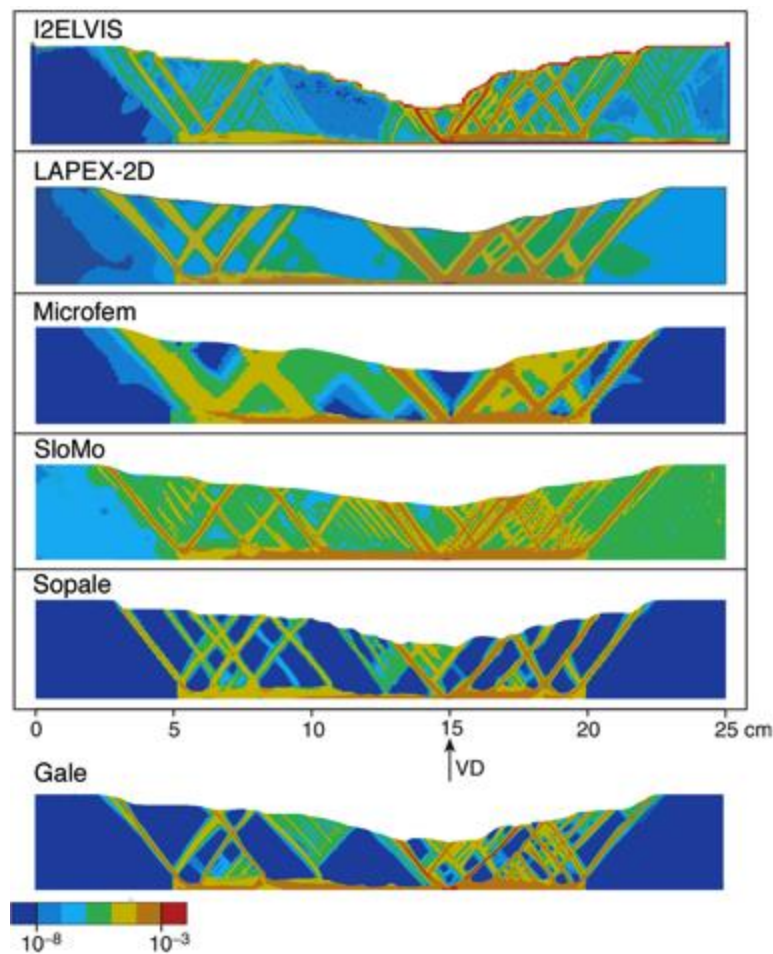 I2ELVIS
LAPEX-2D
Microfem
SloMo
Sopale
0 5 10 15 20 25 cm
VD
Gale
10⁻⁸ 10⁻³